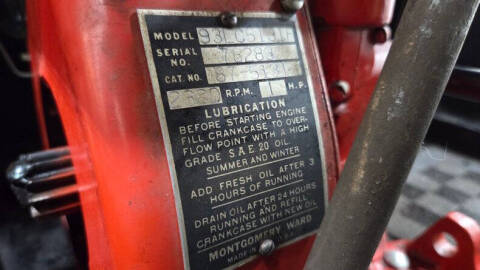 MODEL
SERIAL
NO.
CAT. NO.
R.P.M. H.P.
LUBRICATION
BEFORE STARTING ENGINE
FILL CRANKCASE TO OVER-
FLOW POINT WITH A HIGH
GRADE S.A.E. 20 OIL.
SUMMER AND WINTER
ADD FRESH OIL AFTER 3
HOURS OF RUNNING
DRAIN OIL AFTER 24 HOURS
RUNNING AND REFILL
CRANKCASE WITH NEW OIL
MONTGOMERY WARD
MADE IN